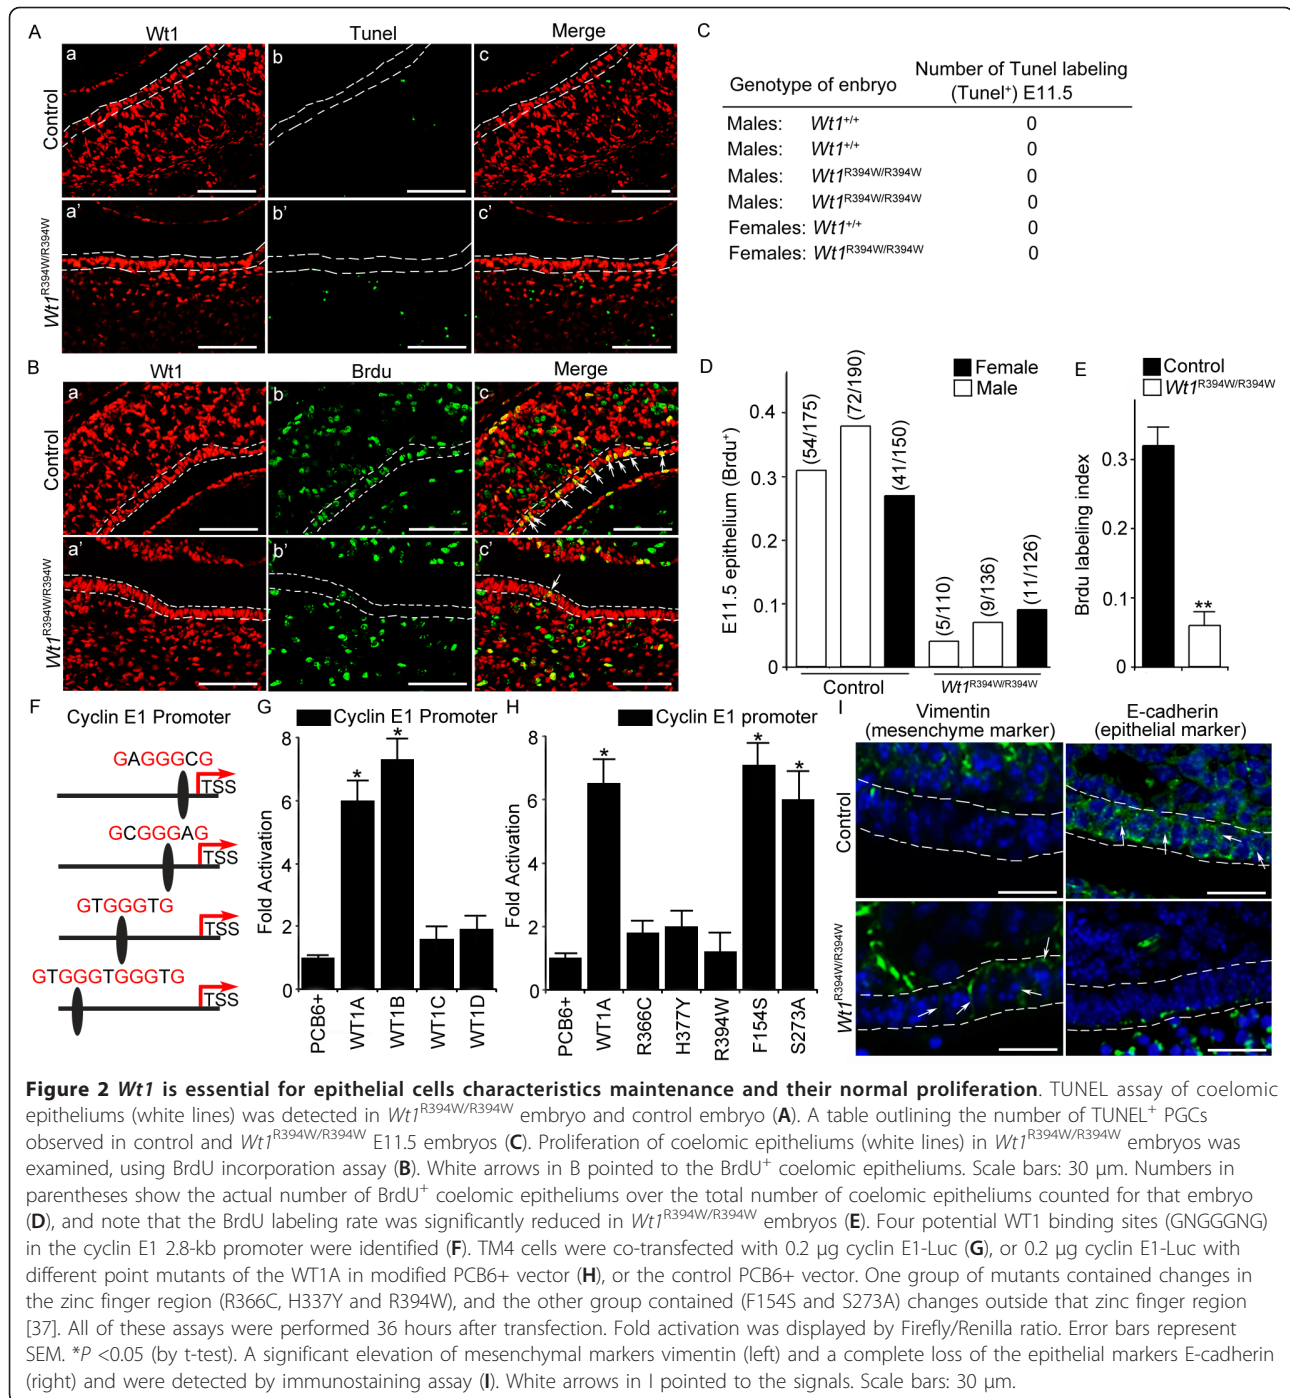 A
Wt1
Tunel
Merge
Control
a
b
c
Wt1R394W/R394W
a'
b'
c'
C
Genotype of enbryo
Number of Tunel labeling
(Tunel+) E11.5
Males: Wt1+/+ 0
Males: Wt1+/+ 0
Males: Wt1R394W/R394W 0
Males: Wt1R394W/R394W 0
Females: Wt1+/+ 0
Females: Wt1R394W/R394W 0
B
Wt1
Brdu
Merge
Control
a
b
c
Wt1R394W/R394W
a'
b'
c'
D
Female
Male
E11.5 epithelium (Brdu+)
0.4
0.3
0.2
0.1
0
(54/175)
(72/190)
(41/150)
(5/110)
(9/136)
(11/126)
Control
Wt1R394W/R394W
E
Control
Wt1R394W/R394W
Brdu labeling index
0.3
0.2
0.1
0
**
F
Cyclin E1 Promoter
GAGGGCG
TSS
GCGGGAG
TSS
GTGGGTG
TSS
GTGGGTGGGTG
TSS
G
Cyclin E1 Promoter
Fold Activation
8
6
4
2
0
*
*
PCB6+
WT1A
WT1B
WT1C
WT1D
H
Cyclin E1 promoter
Fold Activation
8
6
4
2
0
*
*
*
PCB6+
WT1A
R366C
H377Y
R394W
F154S
S273A
I
Vimentin
(mesenchyme marker)
E-cadherin
(epithelial marker)
Control
Wt1R394W/R394W
Figure 2 Wt1 is essential for epithelial cells characteristics maintenance and their normal proliferation. TUNEL assay of coelomic
epitheliums (white lines) was detected in Wt1R394W/R394W embryo and control embryo (A). A table outlining the number of TUNEL+ PGCs
observed in control and Wt1R394W/R394W E11.5 embryos (C). Proliferation of coelomic epitheliums (white lines) in Wt1R394W/R394W embryos was
examined, using BrdU incorporation assay (B). White arrows in B pointed to the BrdU+ coelomic epitheliums. Scale bars: 30 μm. Numbers in
parentheses show the actual number of BrdU+ coelomic epitheliums over the total number of coelomic epitheliums counted for that embryo
(D), and note that the BrdU labeling rate was significantly reduced in Wt1R394W/R394W embryos (E). Four potential WT1 binding sites (GNGGGNG)
in the cyclin E1 2.8-kb promoter were identified (F). TM4 cells were co-transfected with 0.2 μg cyclin E1-Luc (G), or 0.2 μg cyclin E1-Luc with
different point mutants of the WT1A in modified PCB6+ vector (H), or the control PCB6+ vector. One group of mutants contained changes in
the zinc finger region (R366C, H337Y and R394W), and the other group contained (F154S and S273A) changes outside that zinc finger region
[37]. All of these assays were performed 36 hours after transfection. Fold activation was displayed by Firefly/Renilla ratio. Error bars represent
SEM. *P <0.05 (by t-test). A significant elevation of mesenchymal markers vimentin (left) and a complete loss of the epithelial markers E-cadherin
(right) and were detected by immunostaining assay (I). White arrows in I pointed to the signals. Scale bars: 30 μm.